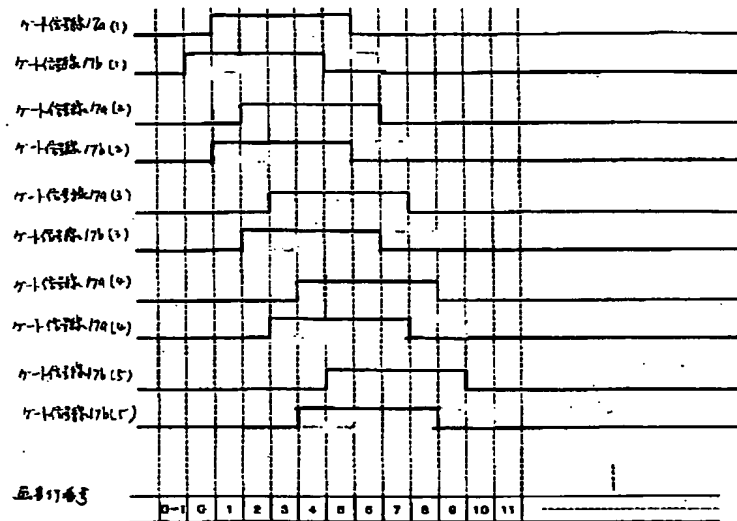 ゲート信号線17a(1)
ゲート信号線17b(1)
ゲート信号線17a(2)
ゲート信号線17b(2)
ゲート信号線17a(3)
ゲート信号線17b(3)
ゲート信号線17a(4)
ゲート信号線17a(4)
ゲート信号線17b(5)
ゲート信号線17b(5)
画素行番号
G-1 G 1 2 3 4 5 6 7 8 9 10 11